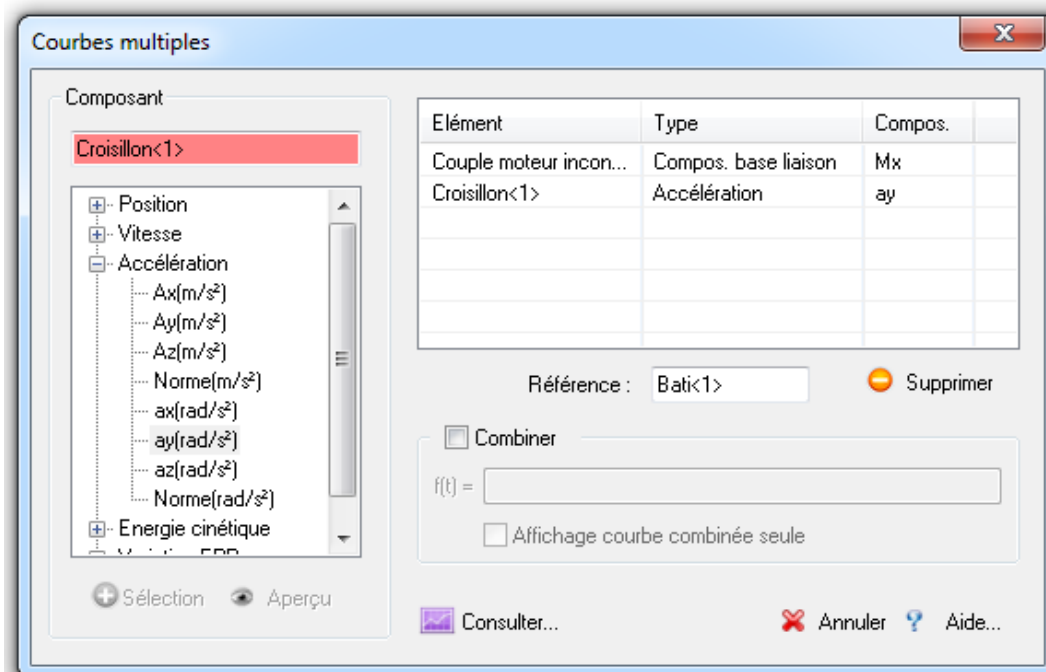 Courbes multiples
Composant
Croisillon<1>
Position
Vitesse
Accélération
Ax(m/s²)
Ay(m/s²)
Az(m/s²)
Norme(m/s²)
ax(rad/s²)
ay(rad/s²)
az(rad/s²)
Norme(rad/s²)
Energie cinétique
Sélection Aperçu
Elément Type Compos.
Couple moteur incon... Compos. base liaison Mx
Croisillon<1> Accélération ay
Référence : Bati<1> Supprimer
Combiner
f(t) =
Affichage courbe combinée seule
Consulter... Annuler Aide...